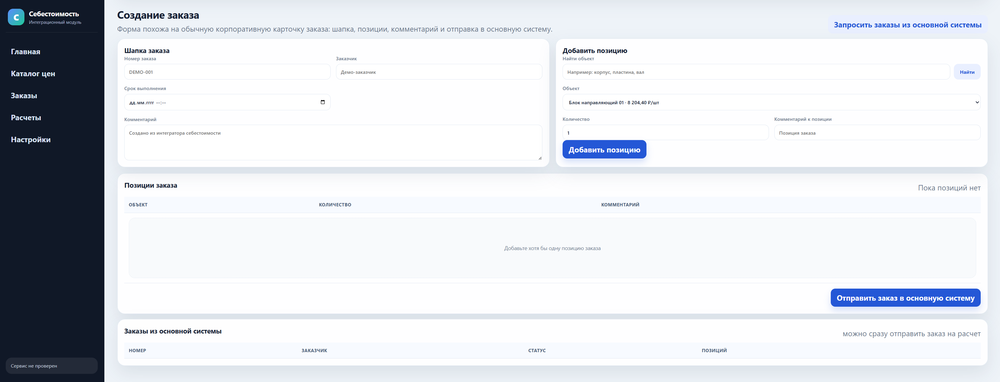 с
Себестоимость
Интеграционный модуль
Главная
Каталог цен
Заказы
Расчеты
Настройки
Сервис не проверен
Создание заказа
Форма похожа на обычную корпоративную карточку заказа: шапка, позиции, комментарий и отправка в основную систему.
Запросить заказы из основной системы
Шапка заказа
Номер заказа
Заказчик
DEMO-001
Демо-заказчик
Срок выполнения
дд.мм.гггг --:--
Комментарий
Создано из интегратора себестоимости
Добавить позицию
Найти объект
Например: корпус, пластина, вал
Найти
Объект
Блок направляющий 01 · 8 204,40 ₽/шт
Количество
Комментарий к позиции
1
Позиция заказа
Добавить позицию
Позиции заказа
Пока позиций нет
ОБЪЕКТ
КОЛИЧЕСТВО
КОММЕНТАРИЙ
Добавьте хотя бы одну позицию заказа
Отправить заказ в основную систему
Заказы из основной системы
можно сразу отправить заказ на расчет
НОМЕР
ЗАКАЗЧИК
СТАТУС
ПОЗИЦИЙ